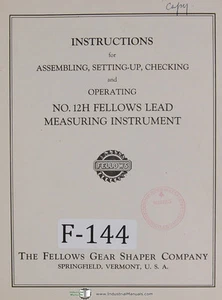 Copy
INSTRUCTIONS
for
ASSEMBLING, SETTING-UP, CHECKING
and
OPERATING
NO. 12H FELLOWS LEAD
MEASURING INSTRUMENT
FELLOWS
F-144
THE FELLOWS GEAR SHAPER COMPANY
SPRINGFIELD, VERMONT, U. S. A.